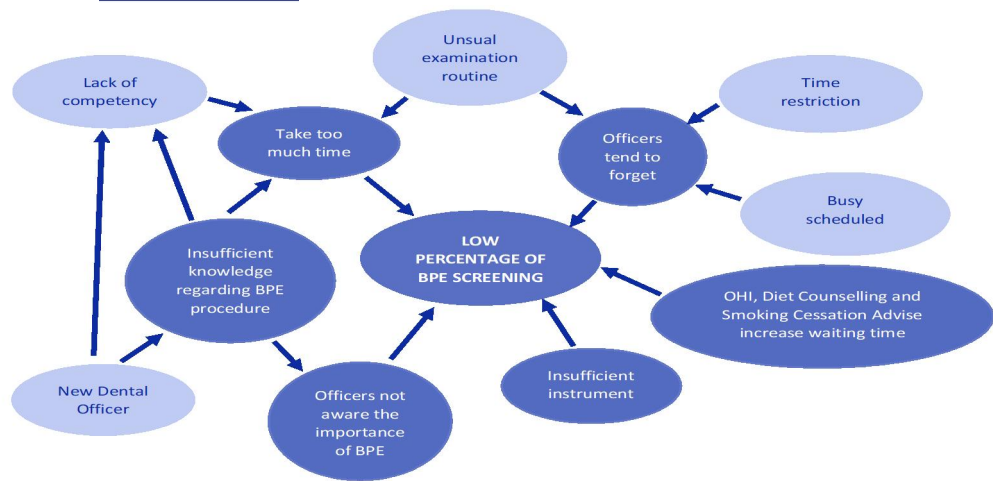 Unsual
examination
routine
Lack of
competency
Time
restriction
Take too
much time
Officers
tend to
forget
Busy
scheduled
LOW
PERCENTAGE OF
BPE SCREENING
Insufficient
knowledge
regarding BPE
procedure
OHI, Diet Counselling and
Smoking Cessation Advise
increase waiting time
New Dental
Officer
Officers not
aware the
importance
of BPE
Insufficient
instrument